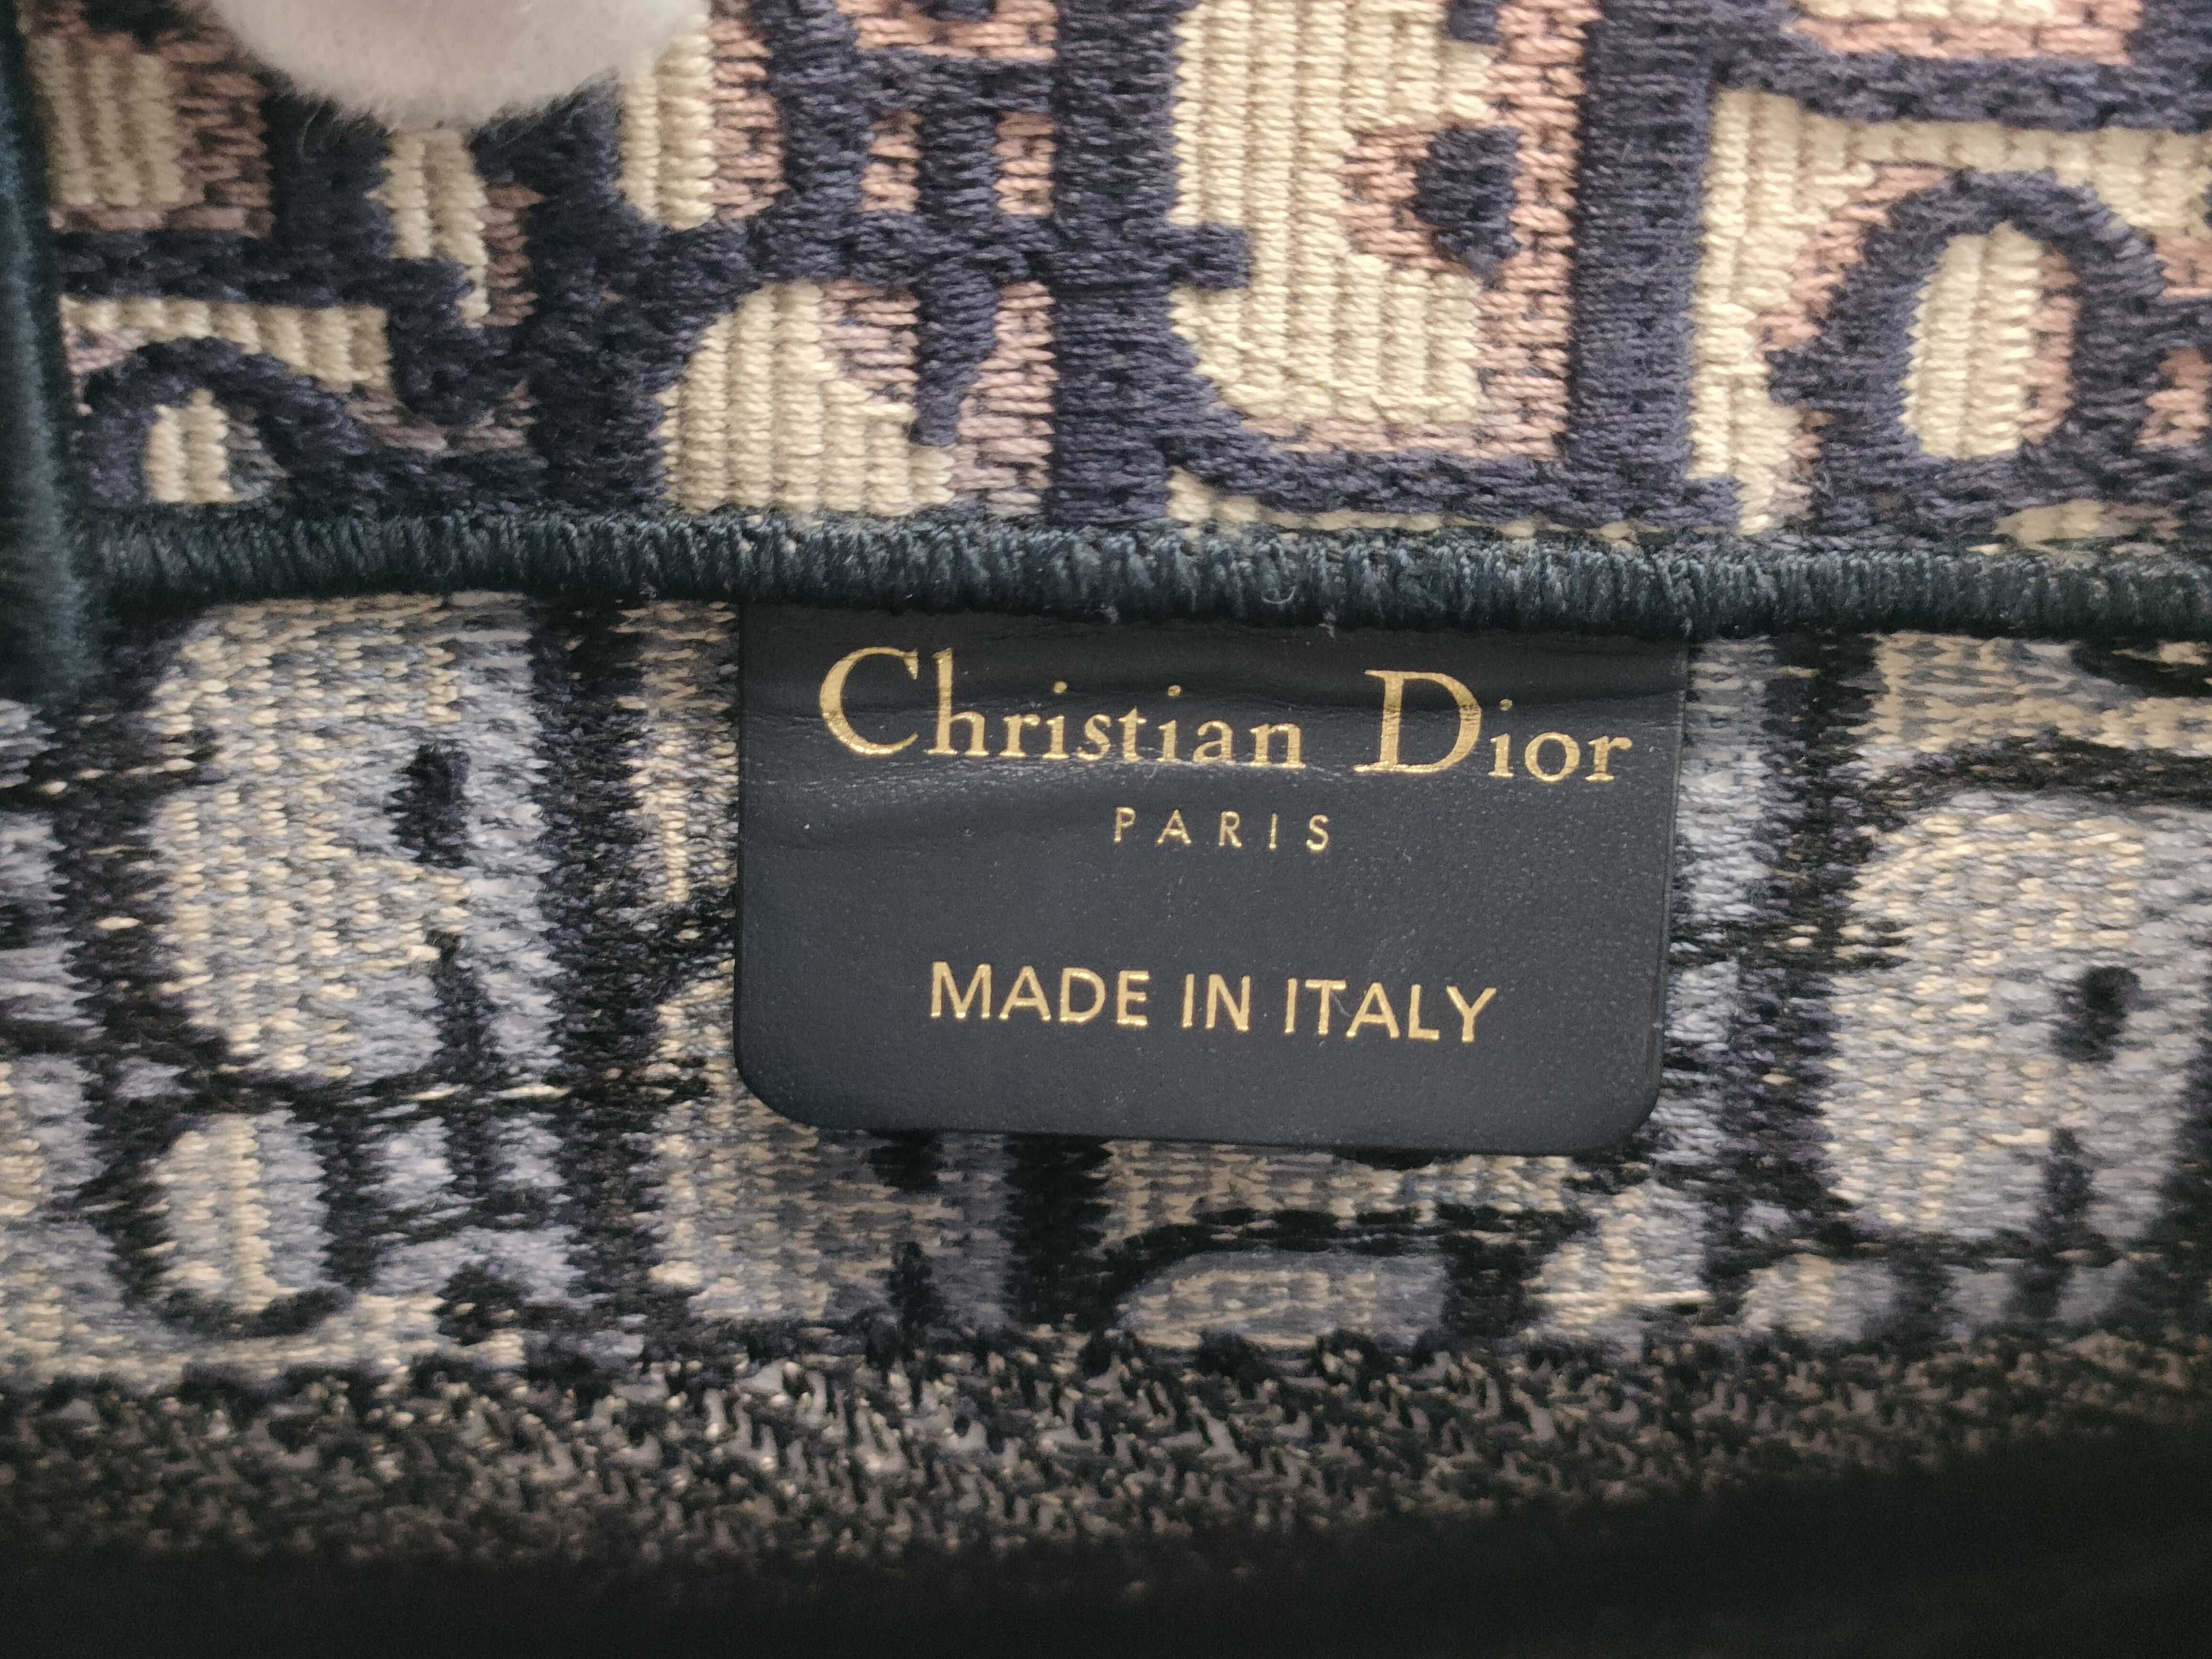 Christian Dior
PARIS
MADE IN ITALY